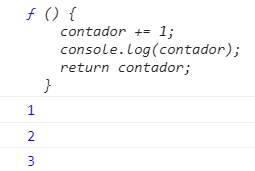 ƒ () {
contador += 1;
console.log(contador);
return contador;
}
1
2
3